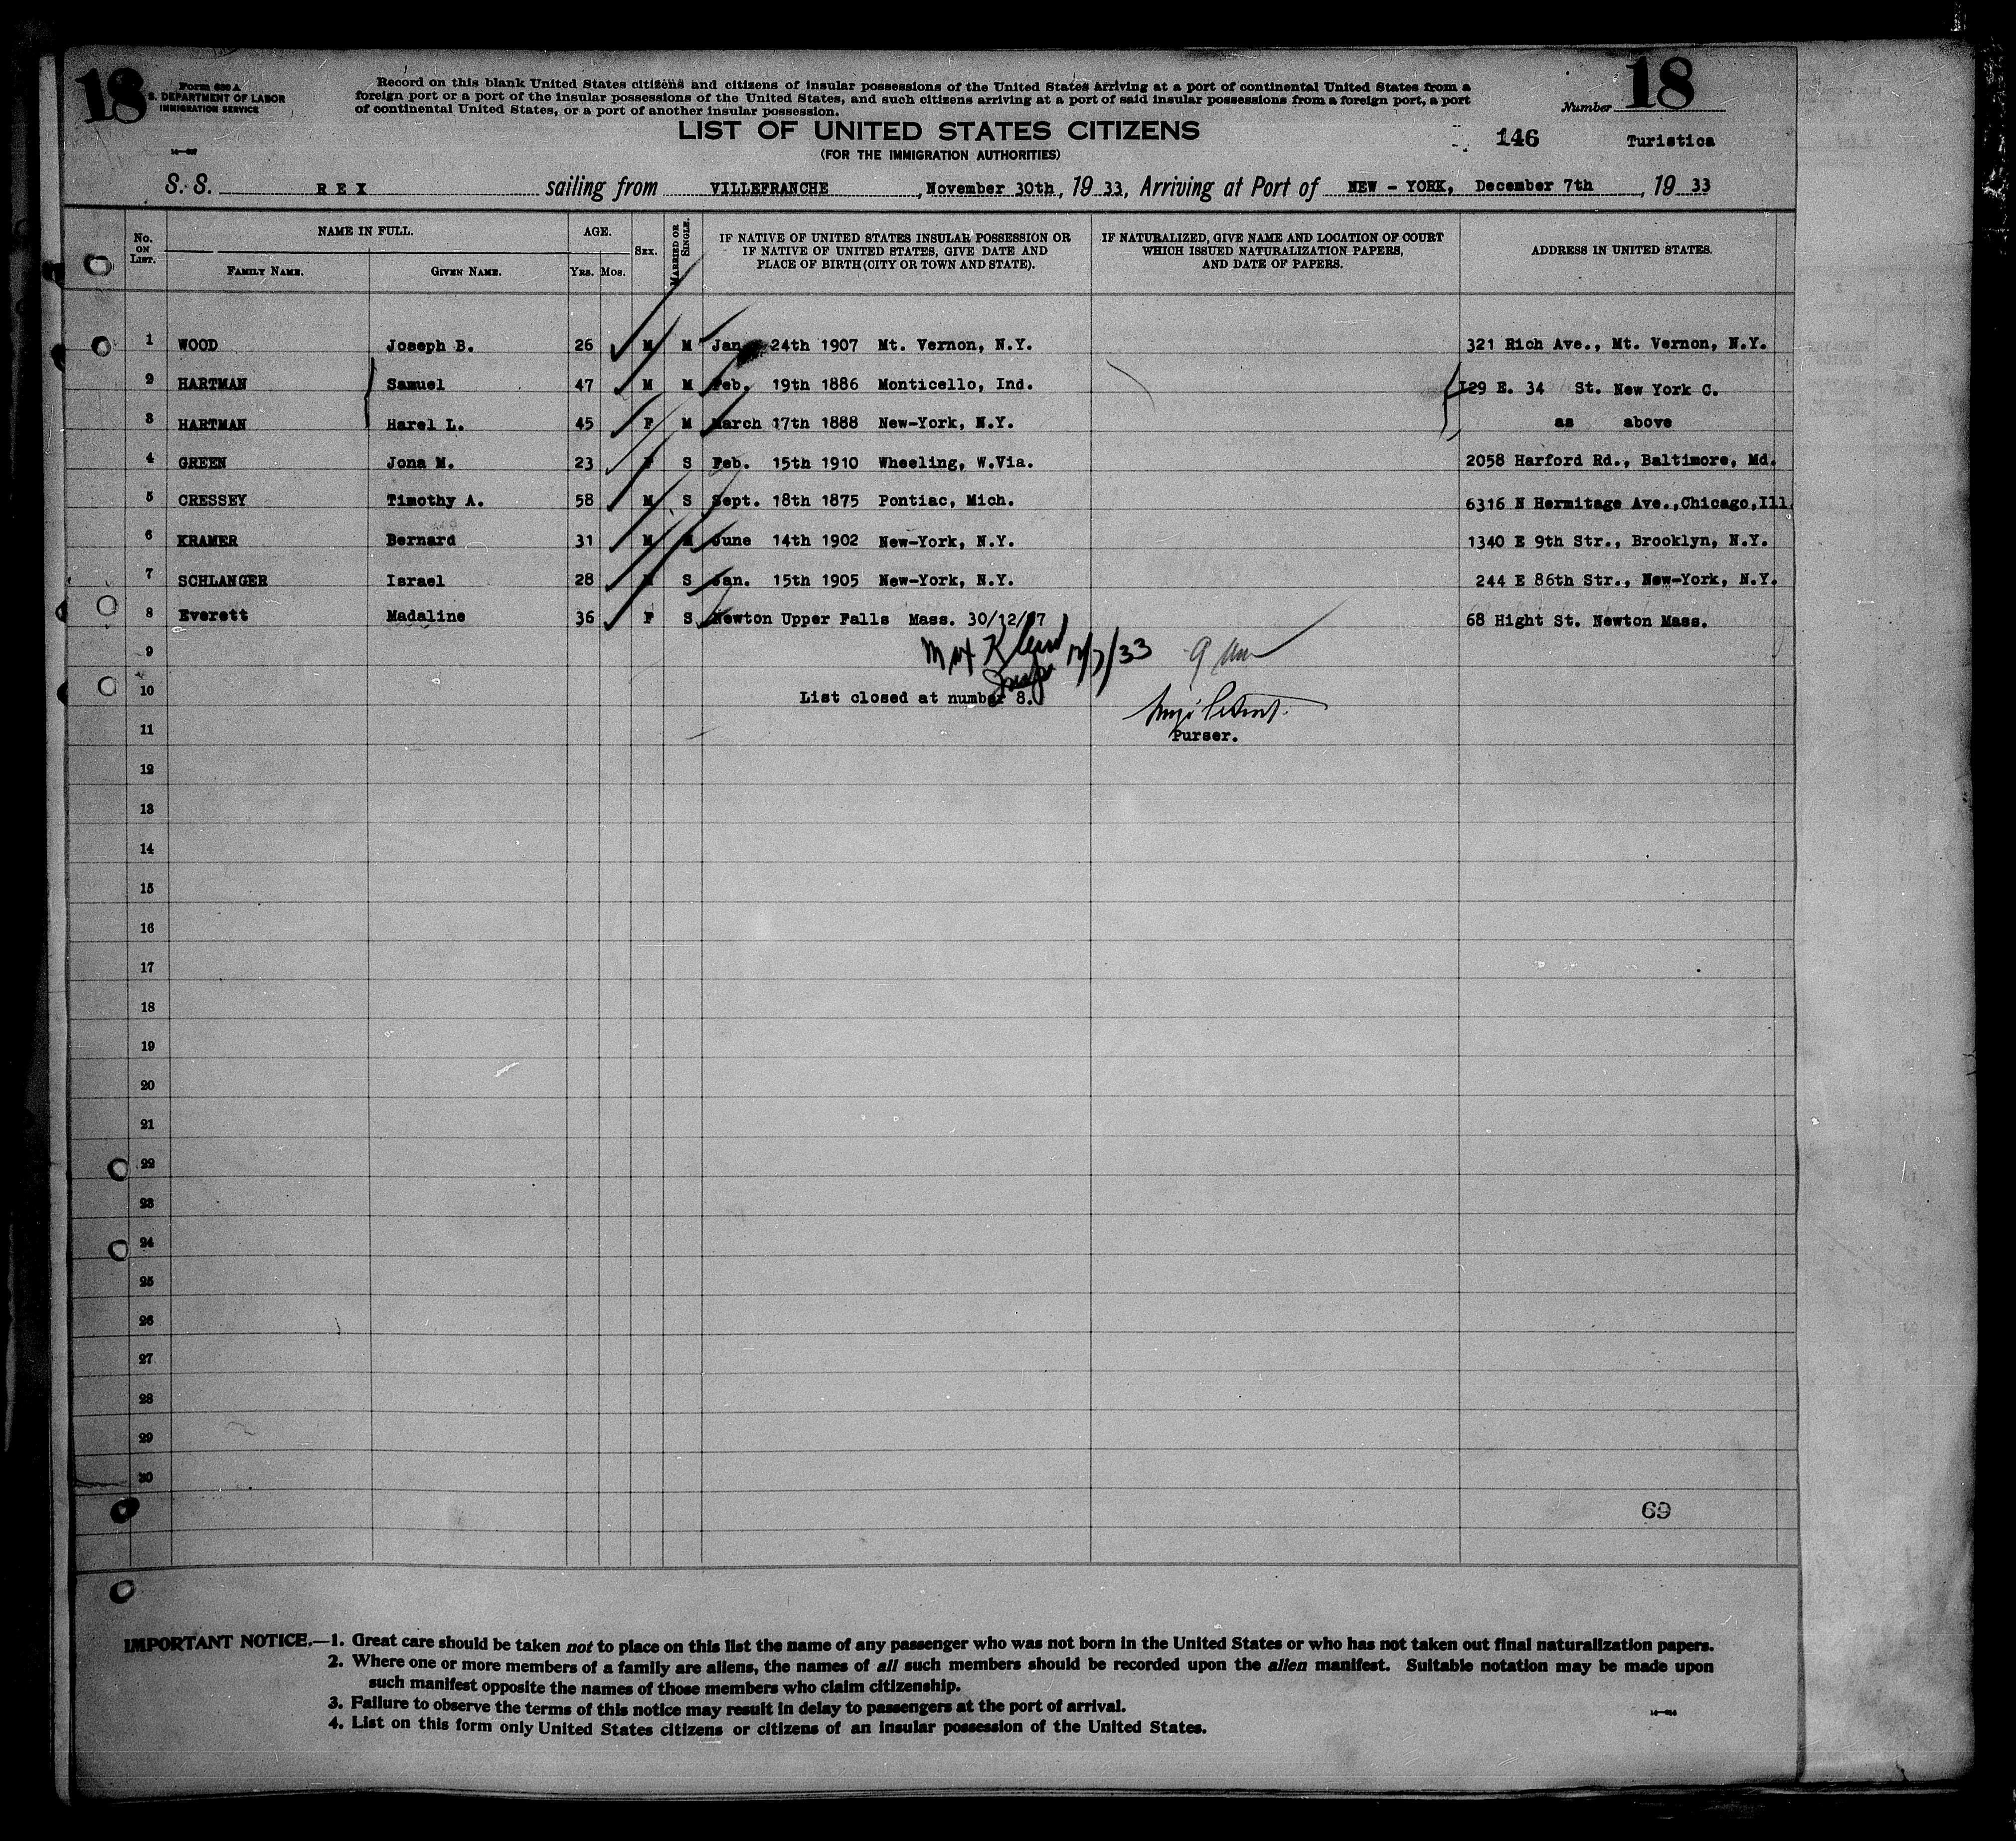 18
Form 630 A
S. DEPARTMENT OF LABOR
IMMIGRATION SERVICE
Record on this blank United States citizens and citizens of insular possessions of the United States arriving at a port of continental United States from a
foreign port or a port of the insular possessions of the United States, and such citizens arriving at a port of said insular possessions from a foreign port, a port
of continental United States, or a port of another insular possession.
Number 18
LIST OF UNITED STATES CITIZENS
(FOR THE IMMIGRATION AUTHORITIES)
146 Turistica
S. S. REX sailing from VILLEFRANCHE, November 30th, 19 33, Arriving at Port of NEW - YORK, December 7th, 19 33
No. ON LIST. NAME IN FULL. FAMILY NAME. GIVEN NAME. AGE. YRS. MOS. SEX. MARRIED OR SINGLE. IF NATIVE OF UNITED STATES INSULAR POSSESSION OR IF NATIVE OF UNITED STATES, GIVE DATE AND PLACE OF BIRTH (CITY OR TOWN AND STATE). IF NATURALIZED, GIVE NAME AND LOCATION OF COURT WHICH ISSUED NATURALIZATION PAPERS, AND DATE OF PAPERS. ADDRESS IN UNITED STATES.
1 WOOD Joseph B. 26 M M Jan. 24th 1907 Mt. Vernon, N.Y. 321 Rich Ave., Mt. Vernon, N.Y.
2 HARTMAN Samuel 47 M M Feb. 19th 1886 Monticello, Ind. 129 E. 34 St. New York C.
3 HARTMAN Harel L. 45 F M March 17th 1888 New-York, N.Y. as above
4 GREEN Jona M. 23 F S Feb. 15th 1910 Wheeling, W.Via. 2058 Harford Rd., Baltimore, Md.
5 CRESSEY Timothy A. 58 M S Sept. 18th 1875 Pontiac, Mich. 6316 N Hermitage Ave.,Chicago,Ill.
6 KRAMER Bernard 31 M M June 14th 1902 New-York, N.Y. 1340 E 9th Str., Brooklyn, N.Y.
7 SCHLANGER Israel 28 M S Jan. 15th 1905 New-York, N.Y. 244 E 86th Str., New-York, N.Y.
8 Everett Madaline 36 F S Newton Upper Falls Mass. 30/12/97 68 Hight St. Newton Mass.
9 Max Klein 12/7/33
10 List closed at number 8.
11 Purser.
12
13
14
15
16
17
18
19
20
21
22
23
24
25
26
27
28
29
30
69
IMPORTANT NOTICE.—1. Great care should be taken not to place on this list the name of any passenger who was not born in the United States or who has not taken out final naturalization papers.
2. Where one or more members of a family are aliens, the names of all such members should be recorded upon the alien manifest. Suitable notation may be made upon
such manifest opposite the names of those members who claim citizenship.
3. Failure to observe the terms of this notice may result in delay to passengers at the port of arrival.
4. List on this form only United States citizens or citizens of an insular possession of the United States.